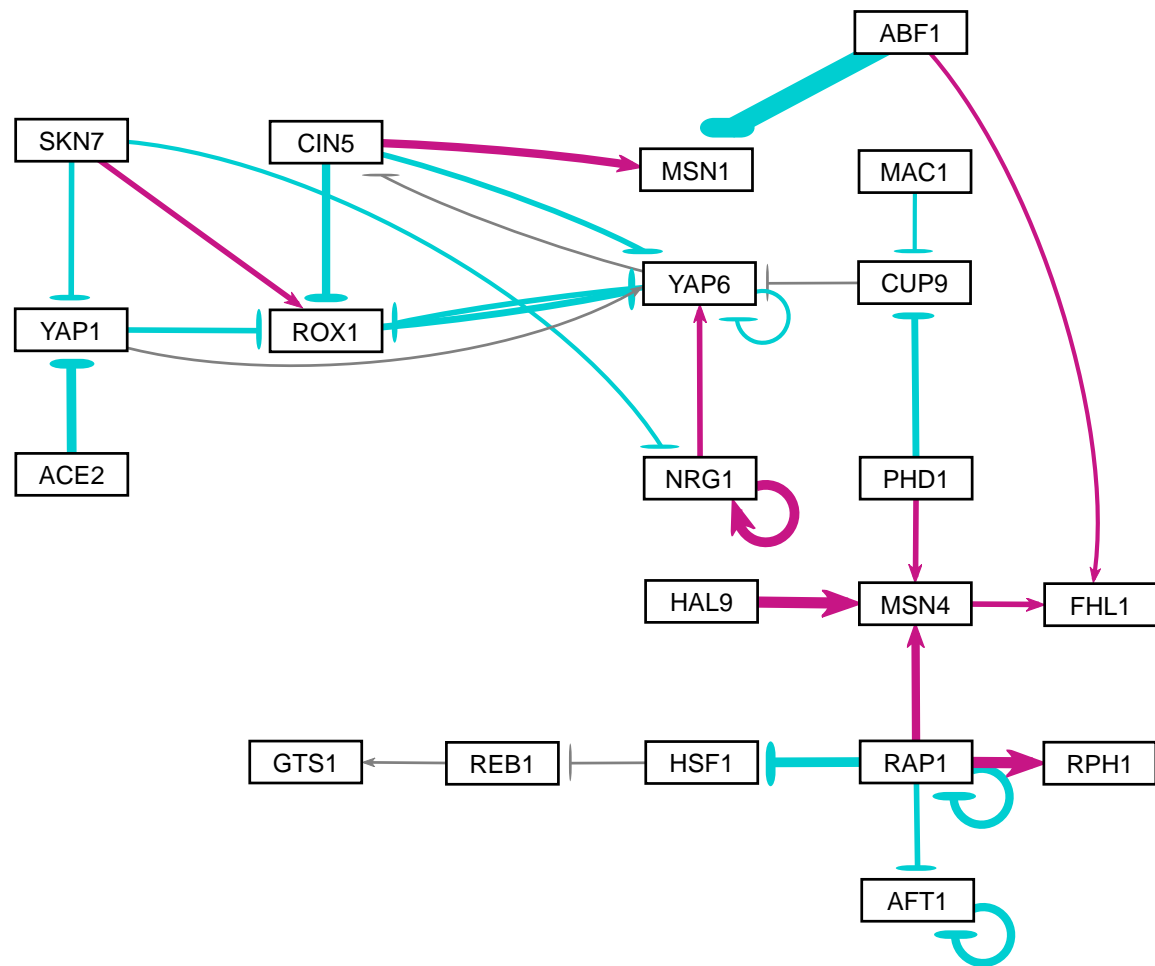 ABF1
SKN7
CIN5
MSN1
MAC1
YAP6
CUP9
YAP1
ROX1
ACE2
NRG1
PHD1
HAL9
MSN4
FHL1
GTS1
REB1
HSF1
RAP1
RPH1
AFT1